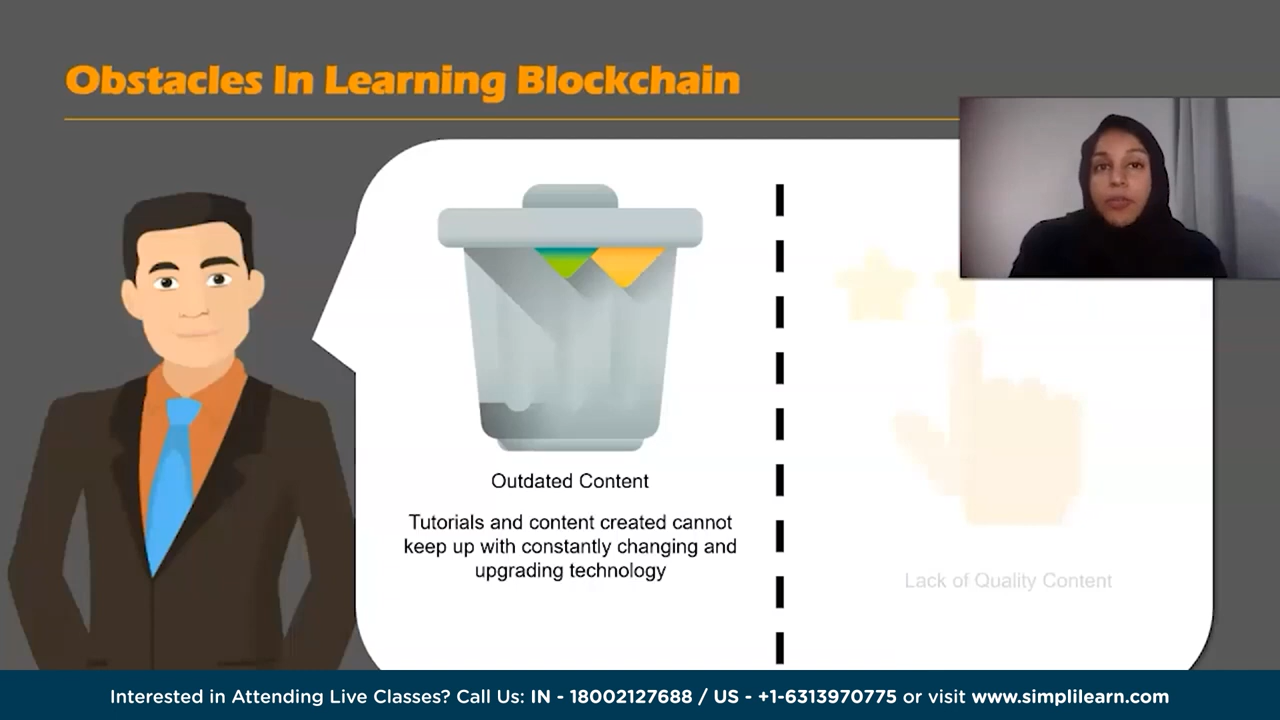 Obstacles In Learning Blockchain
Outdated Content
Tutorials and content created cannot
keep up with constantly changing and
upgrading technology
Lack of Quality Content
Interested in Attending Live Classes? Call Us: IN - 18002127688 / US - +1-6313970775 or visit www.simplilearn.com